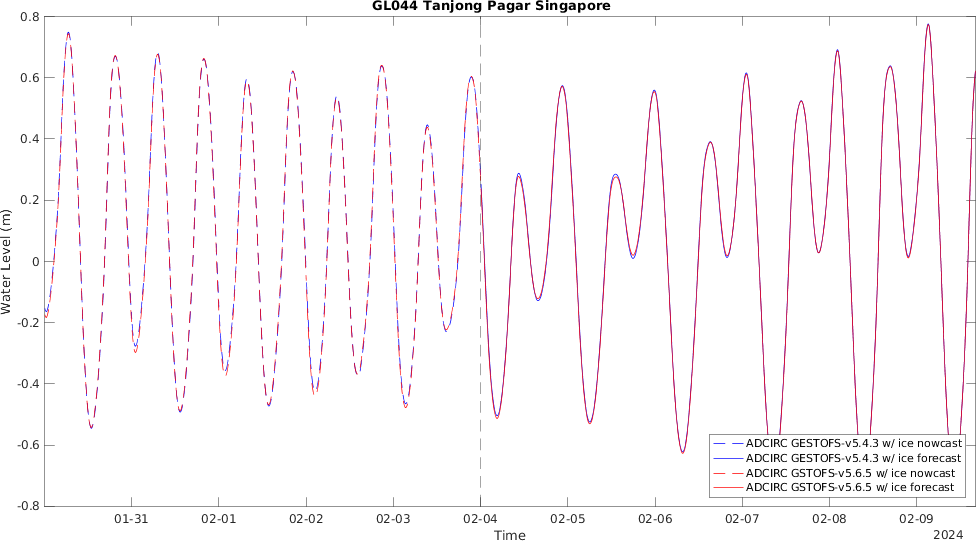 GL044 Tanjong Pagar Singapore
0.8
0.6
0.4
0.2
0
-0.2
-0.4
-0.6
-0.8
Water Level (m)
01-31
02-01
02-02
02-03
02-04
02-05
02-06
02-07
02-08
02-09
Time
2024
ADCIRC GESTOFS-v5.4.3 w/ ice nowcast
ADCIRC GESTOFS-v5.4.3 w/ ice forecast
ADCIRC GSTOFS-v5.6.5 w/ ice nowcast
ADCIRC GSTOFS-v5.6.5 w/ ice forecast